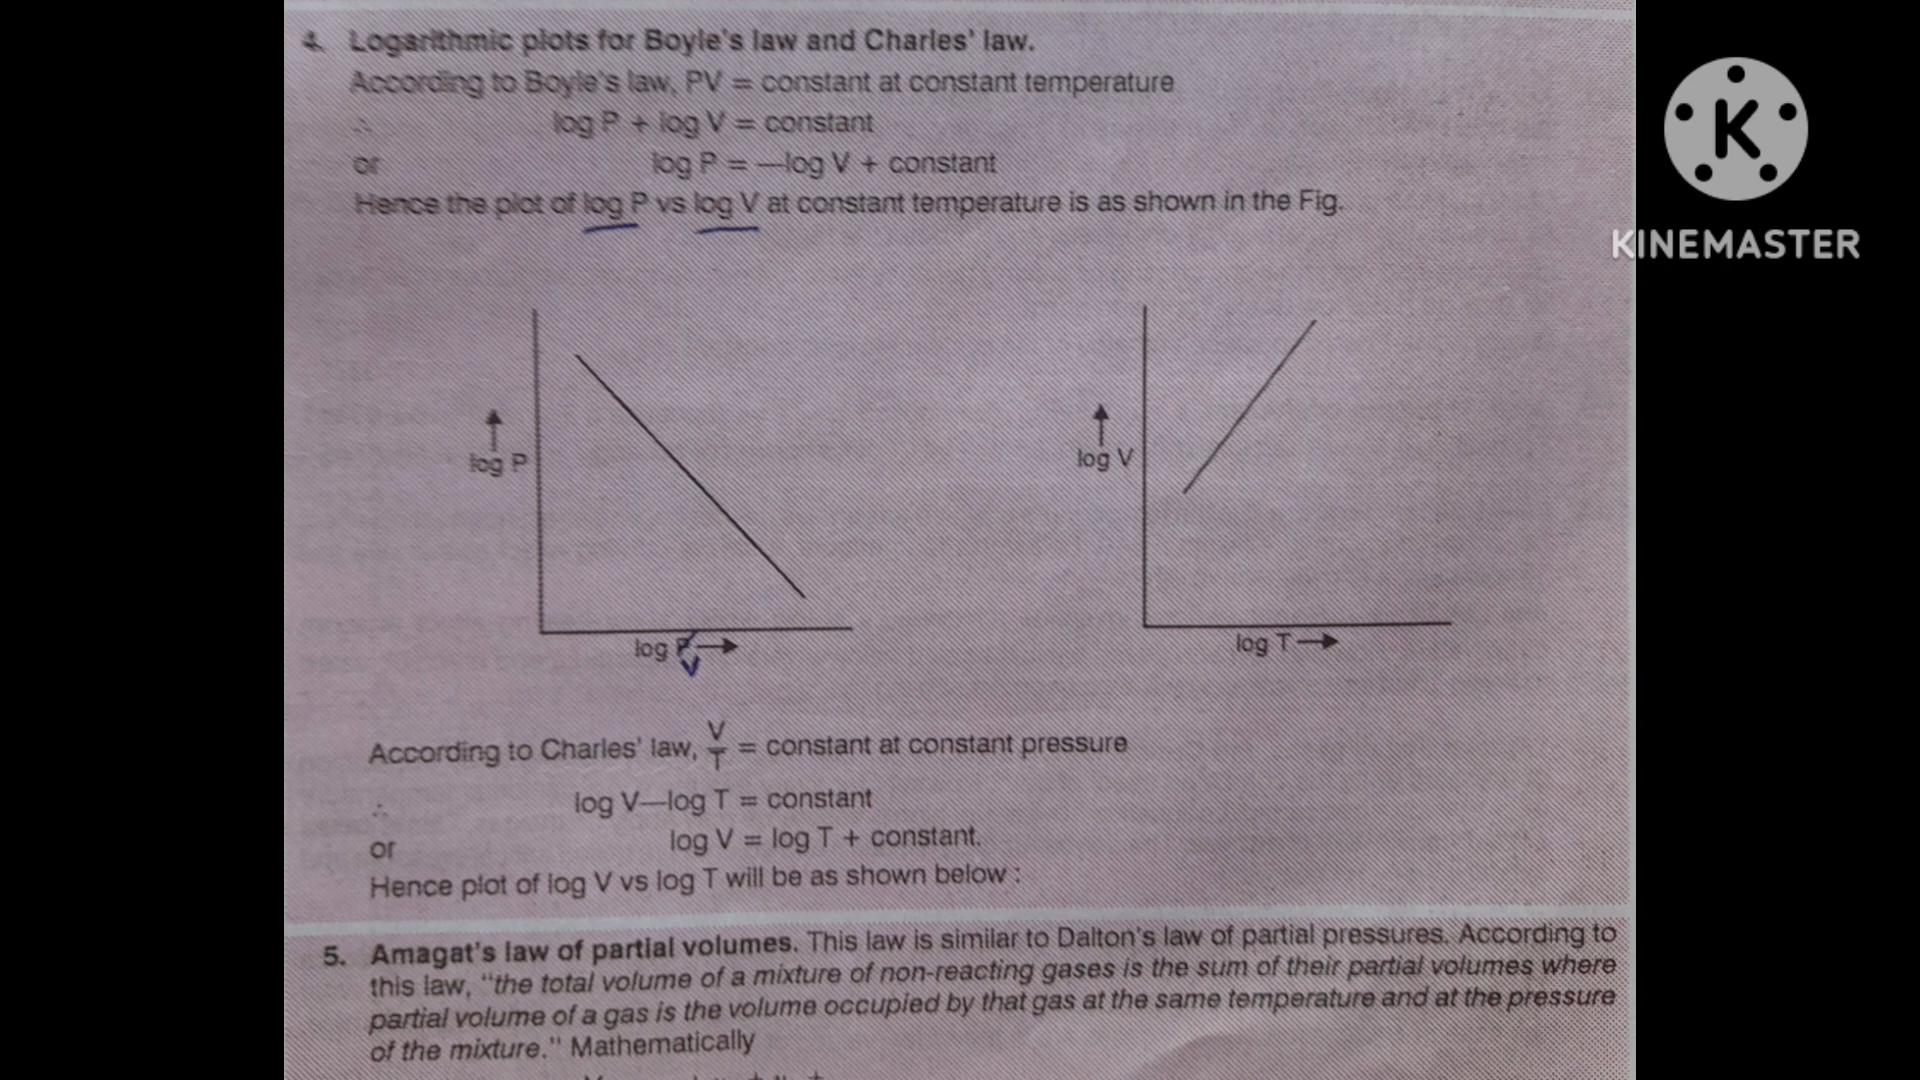 4. Logarithmic plots for Boyle's law and Charles' law.
According to Boyle's law, PV = constant at constant temperature
∴ log P + log V = constant
or log P = —log V + constant
Hence the plot of log P vs log V at constant temperature is as shown in the Fig.
K
KINEMASTER
log P
log P
V
log V
log T
According to Charles' law, V/T = constant at constant pressure
∴ log V—log T = constant
or log V = log T + constant.
Hence plot of log V vs log T will be as shown below :
5. Amagat's law of partial volumes. This law is similar to Dalton's law of partial pressures. According to
this law, "the total volume of a mixture of non-reacting gases is the sum of their partial volumes where
partial volume of a gas is the volume occupied by that gas at the same temperature and at the pressure
of the mixture." Mathematically